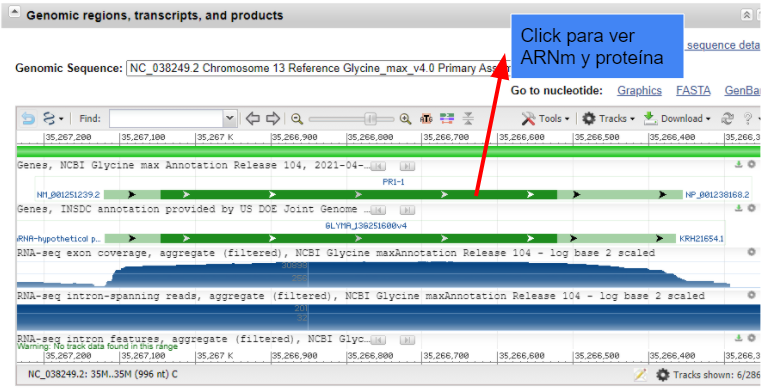 Genomic regions, transcripts, and products
Click para ver
ARNm y proteína
sequence deta
Genomic Sequence: NC_038249.2 Chromosome 13 Reference Glycine_max_v4.0 Primary Assem
Go to nucleotide: Graphics FASTA GenBan
Find: Tools Tracks Download ?
35,267,200 35,267,100 35,267 K 35,266,900 35,266,800 35,266,700 35,266,600 35,266,500 35,266,400 35,266,3
Genes, NCBI Glycine max Annotation Release 104, 2021-04-…
PR1-1
NM_001251239.2 NP_001238168.2
Genes, INSDC annotation provided by US DOE Joint Genome …
GLYMA_13G251600v4
mRNA-hypothetical p… KRH21654.1
RNA-seq exon coverage, aggregate (filtered), NCBI Glycine maxAnnotation Release 104 - log base 2 scaled
RNA-seq intron-spanning reads, aggregate (filtered), NCBI Glycine maxAnnotation Release 104 - log base 2 scaled
32
RNA-seq intron features, aggregate (filtered), NCBI Glyc…
Warning: No track data found in this range
35,267,200 35,267,100 35,267 K 35,266,900 35,266,800 35,266,700 35,266,600 35,266,500 35,266,400 35,266,3
NC_038249.2: 35M..35M (996 nt) C Tracks shown: 6/286